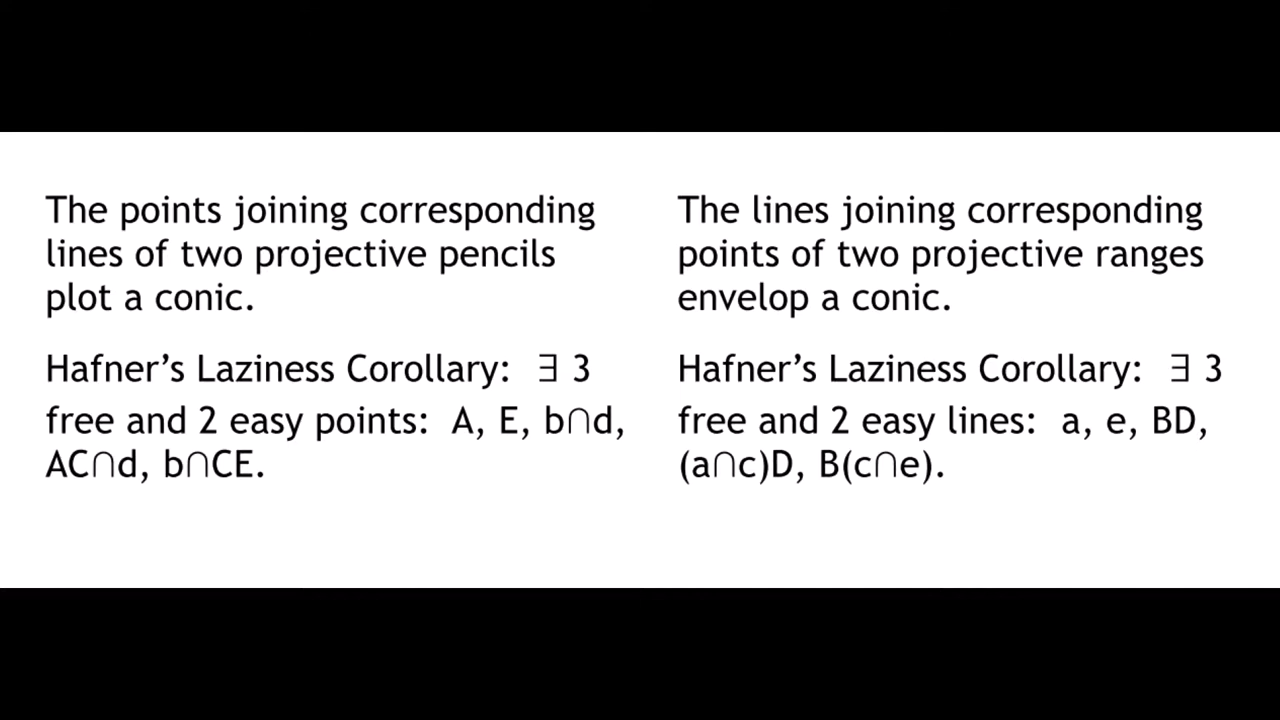 The points joining corresponding
lines of two projective pencils
plot a conic.
Hafner’s Laziness Corollary: ∃ 3
free and 2 easy points: A, E, b∩d,
AC∩d, b∩CE.
The lines joining corresponding
points of two projective ranges
envelop a conic.
Hafner’s Laziness Corollary: ∃ 3
free and 2 easy lines: a, e, BD,
(a∩c)D, B(c∩e).